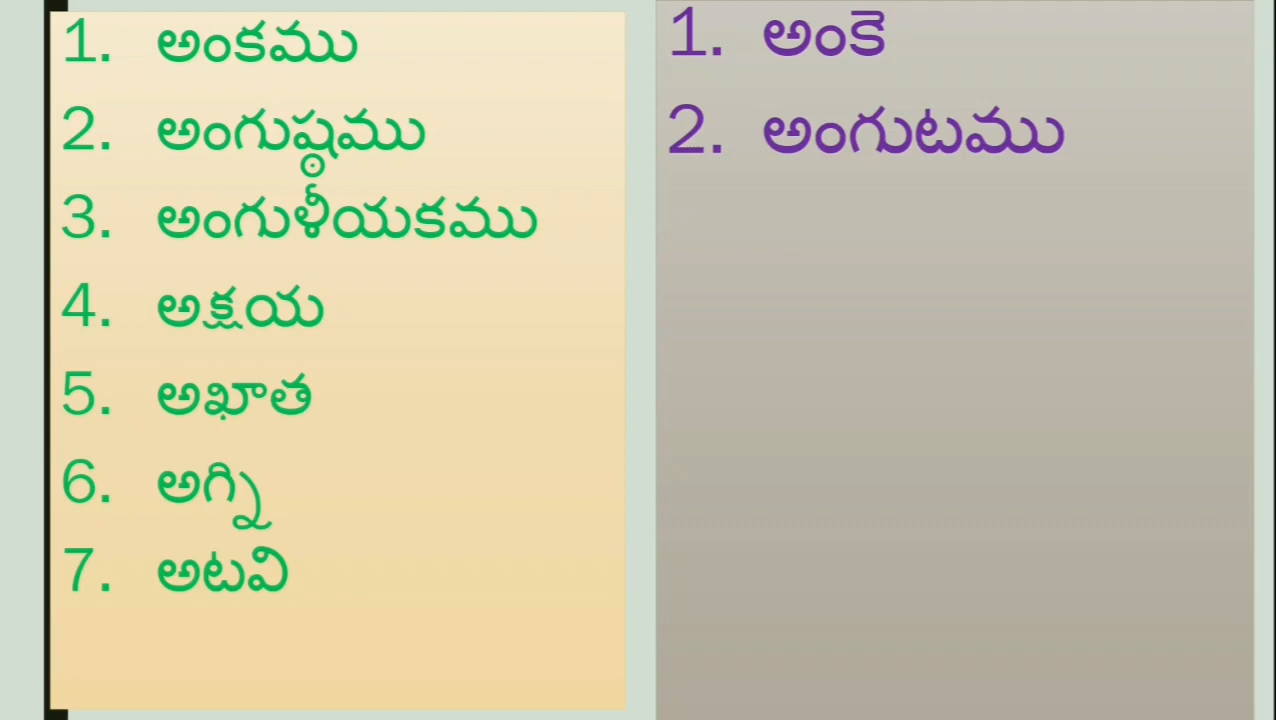 1. అంకము
2. అంగుష్ఠము
3. అంగుళీయకము
4. అక్షయ
5. అఖాత
6. అగ్ని
7. అటవి
1. అంకె
2. అంగుటము